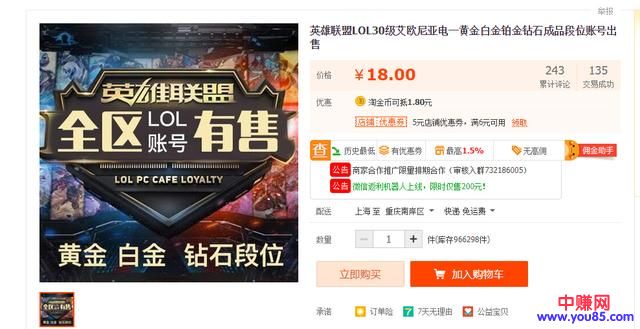 举报
英雄联盟LOL30级艾欧尼亚电一黄金白金铂金钻石成品段位账号出
售
价格
¥18.00
243
累计评论
135
交易成功
优惠
淘金币可抵1.80元
店铺优惠券
5元店铺优惠券，满6元可用
领取
查
历史最低
有优惠券
最高1.5%
无高佣
佣金助手
公告 商家合作推广限量排期合作（审核入群732186005）
公告 微信返利机器人上线，限时仅售200元！
配送
上海 至 重庆南岸区
快递 免运费
数量
1
件(库存966298件)
立即购买
加入购物车
承诺
订单险
7天无理由
公益宝贝
英雄联盟
全区
LOL
账号
有售
LOL PC CAFE LOYALTY
黄金 白金 钻石段位
中赚网
www.you85.com